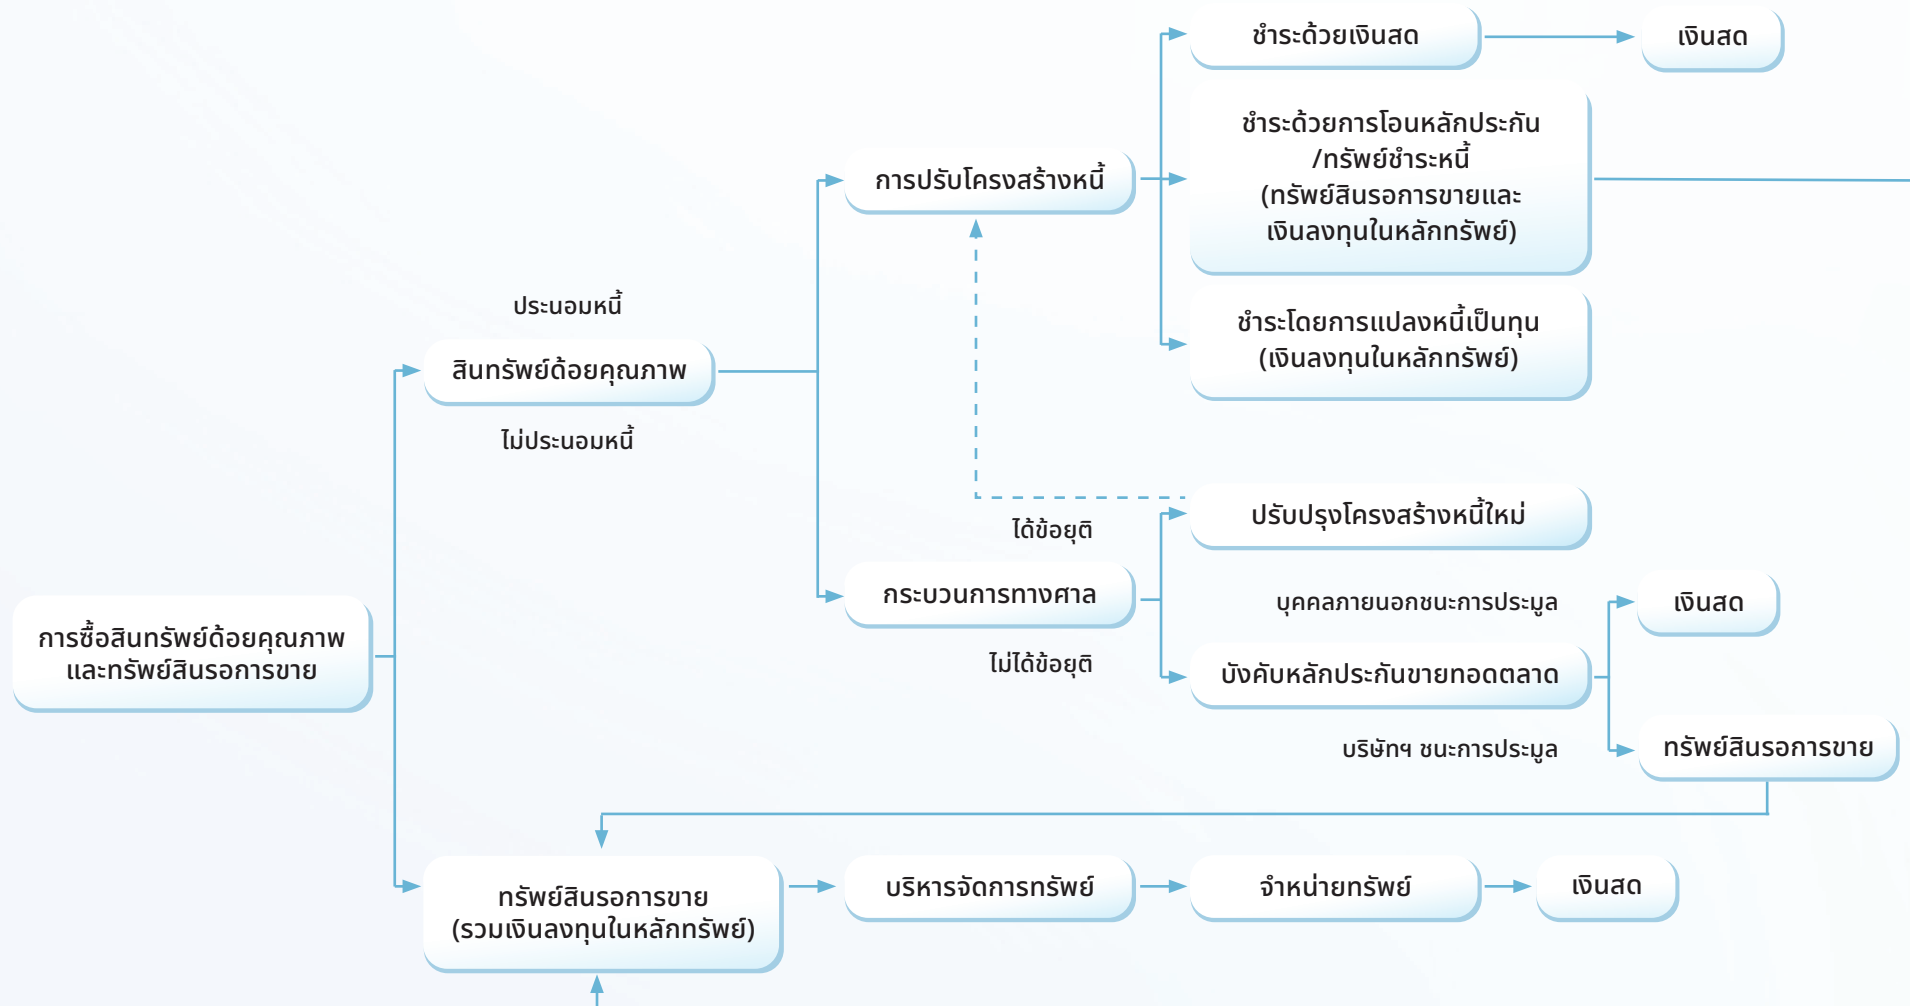 ชำระด้วยเงินสด
เงินสด
ชำระด้วยการโอนหลักประกัน
/ทรัพย์ชำระหนี้
(ทรัพย์สินรอการขายและ
เงินลงทุนในหลักทรัพย์)
การปรับโครงสร้างหนี้
ชำระโดยการแปลงหนี้เป็นทุน
(เงินลงทุนในหลักทรัพย์)
ประนอมหนี้
สินทรัพย์ด้อยคุณภาพ
ไม่ประนอมหนี้
ปรับปรุงโครงสร้างหนี้ใหม่
ได้ข้อยุติ
กระบวนการทางศาล
ไม่ได้ข้อยุติ
บุคคลภายนอกชนะการประมูล
เงินสด
บังคับหลักประกันขายทอดตลาด
บริษัทฯ ชนะการประมูล
ทรัพย์สินรอการขาย
การซื้อสินทรัพย์ด้อยคุณภาพ
และทรัพย์สินรอการขาย
ทรัพย์สินรอการขาย
(รวมเงินลงทุนในหลักทรัพย์)
บริหารจัดการทรัพย์
จำหน่ายทรัพย์
เงินสด